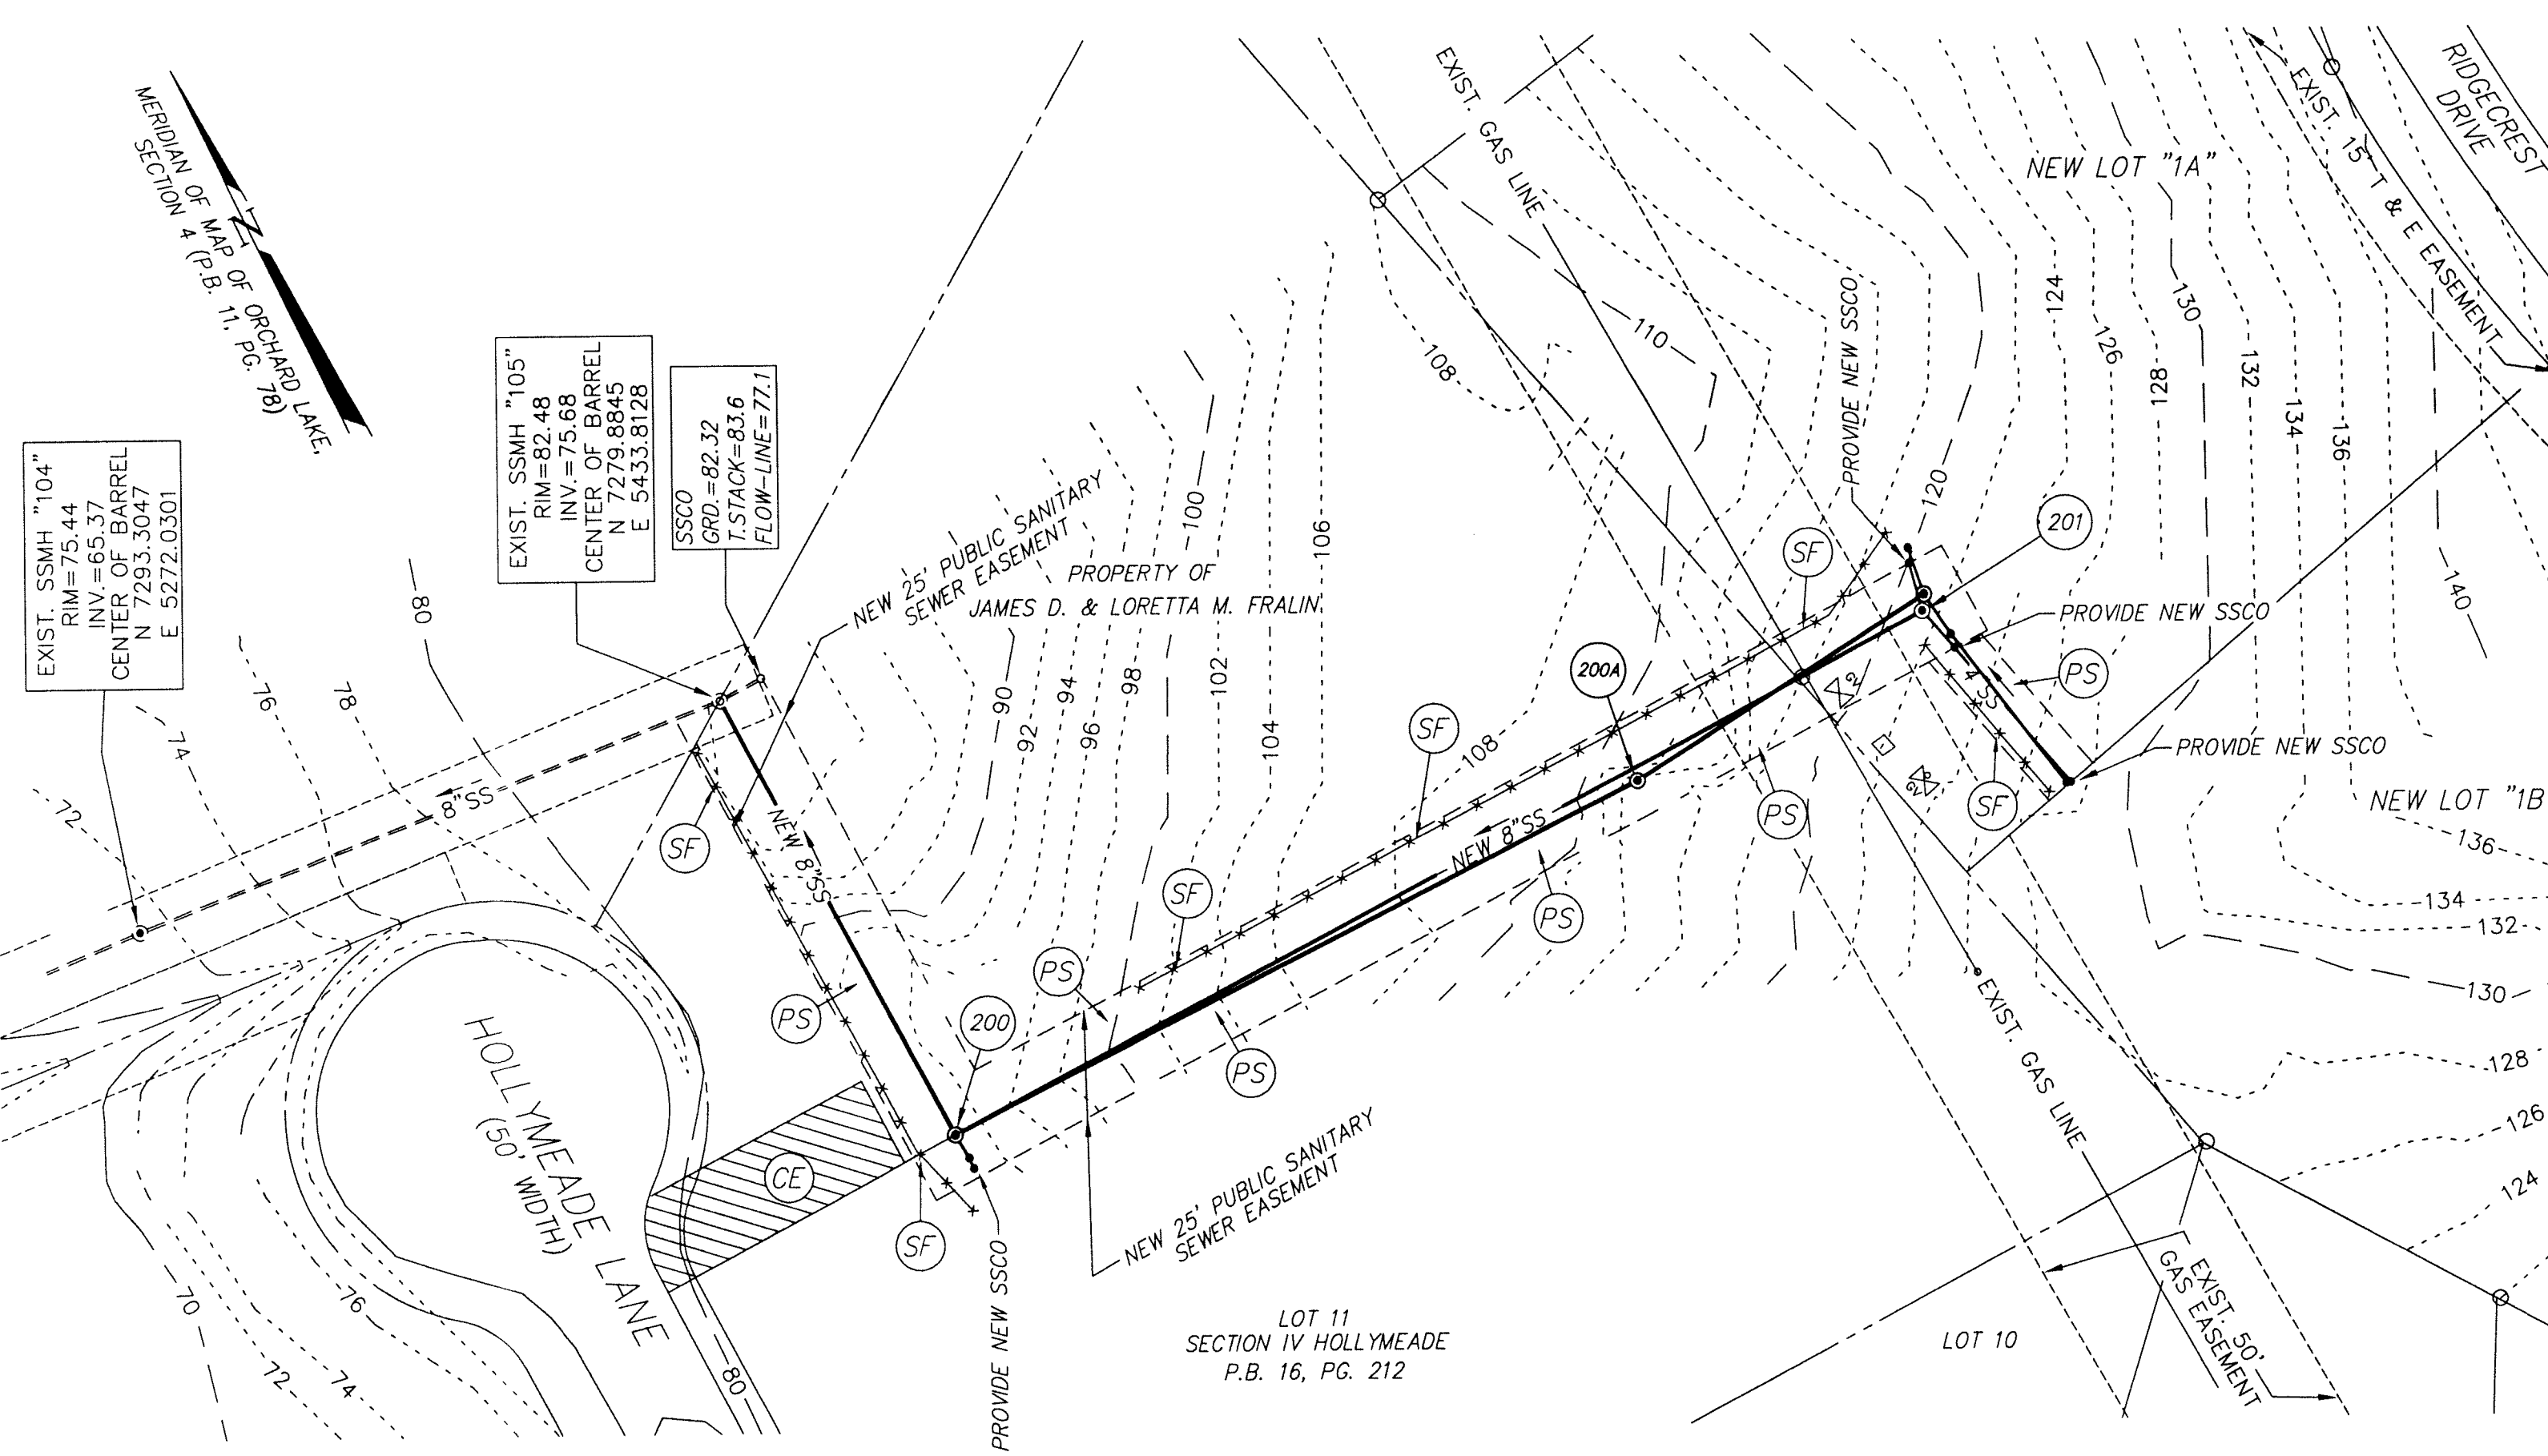 MERIDIAN OF MAP OF ORCHARD LAKE,
SECTION 4 (P.B. 11, PG. 78)
N
EXIST. SSMH "104"
RIM=75.44
INV.=65.37
CENTER OF BARREL
N 7293.3047
E 5272.0301
EXIST. SSMH "105"
RIM=82.48
INV.=75.68
CENTER OF BARREL
N 7279.8845
E 5433.8128
SSCO
GRD.=82.32
T.STACK=83.6
FLOW-LINE=77.1
NEW 25' PUBLIC SANITARY
SEWER EASEMENT
PROPERTY OF
JAMES D. & LORETTA M. FRALIN
EXIST. GAS LINE
NEW LOT "1A"
EXIST. 15' T & E EASEMENT
RIDGECREST
DRIVE
PROVIDE NEW SSCO
201
PROVIDE NEW SSCO
PROVIDE NEW SSCO
NEW LOT "1B
200A
200
SF
SF
SF
SF
SF
SF
PS
PS
PS
PS
PS
PS
CE
8"SS
NEW 8"SS
NEW 8"SS
4"SS
2
HOLLYMEADE LANE
(50' WIDTH)
PROVIDE NEW SSCO
NEW 25' PUBLIC SANITARY
SEWER EASEMENT
LOT 11
SECTION IV HOLLYMEADE
P.B. 16, PG. 212
LOT 10
EXIST. GAS LINE
EXIST. 50'
GAS EASEMENT
72
74
76
78
80
90
92
94
96
98
100
102
104
106
108
108
110
120
124
126
128
130
132
134
136
140
136
134
132
130
128
126
124
70
72
74
76
80